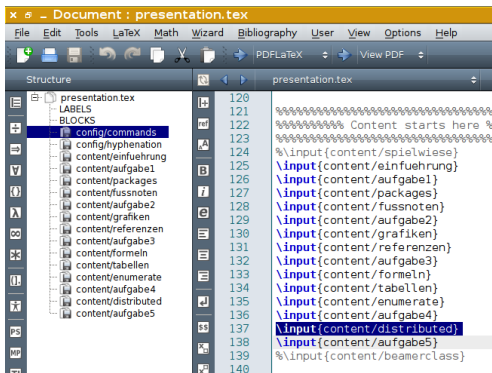 Document : presentation.tex
File Edit Tools LaTeX Math Wizard Bibliography User View Options Help
PDFLaTeX View PDF
Structure presentation.tex
presentation.tex
LABELS
BLOCKS
config/commands
config/hyphenation
content/einfuehrung
content/aufgabe1
content/packages
content/fussnoten
content/aufgabe2
content/grafiken
content/referenzen
content/aufgabe3
content/formeln
content/tabellen
content/enumerate
content/aufgabe4
content/distributed
content/aufgabe5
ref
B
i
PS
MP
$$
120
121 %%%%%%%%%%%%%%%%%%%%%%%%%%%%%%%%%
122 %%%%%%%%%% Content starts here %
123 %%%%%%%%%%%%%%%%%%%%%%%%%%%%%%%%%
124 %\input{content/spielwiese}
125 \input{content/einfuehrung}
126 \input{content/aufgabe1}
127 \input{content/packages}
128 \input{content/fussnoten}
129 \input{content/aufgabe2}
130 \input{content/grafiken}
131 \input{content/referenzen}
132 \input{content/aufgabe3}
133 \input{content/formeln}
134 \input{content/tabellen}
135 \input{content/enumerate}
136 \input{content/aufgabe4}
137 \input{content/distributed}
138 \input{content/aufgabe5}
139 %\input{content/beamerclass}
140